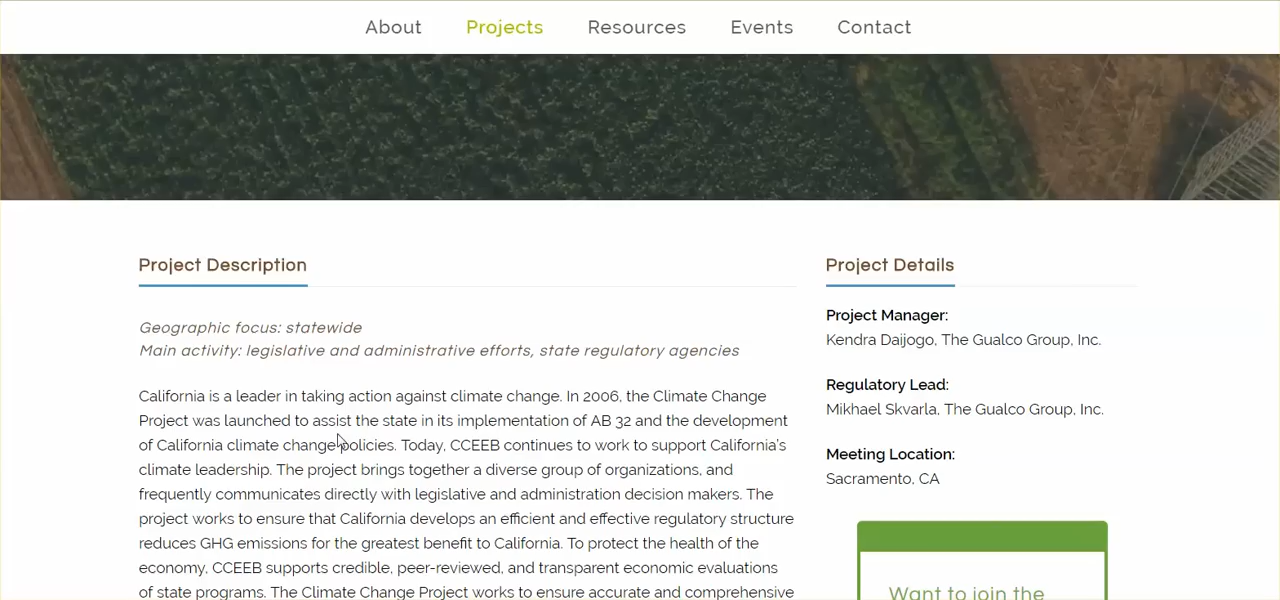 About Projects Resources Events Contact
Project Description
Geographic focus: statewide
Main activity: legislative and administrative efforts, state regulatory agencies
California is a leader in taking action against climate change. In 2006, the Climate Change
Project was launched to assist the state in its implementation of AB 32 and the development
of California climate change policies. Today, CCEEB continues to work to support California's
climate leadership. The project brings together a diverse group of organizations, and
frequently communicates directly with legislative and administration decision makers. The
project works to ensure that California develops an efficient and effective regulatory structure
reduces GHG emissions for the greatest benefit to California. To protect the health of the
economy, CCEEB supports credible, peer-reviewed, and transparent economic evaluations
of state programs. The Climate Change Project works to ensure accurate and comprehensive
Project Details
Project Manager:
Kendra Daijogo, The Gualco Group, Inc.
Regulatory Lead:
Mikhael Skvarla, The Gualco Group, Inc.
Meeting Location:
Sacramento, CA
Want to join the